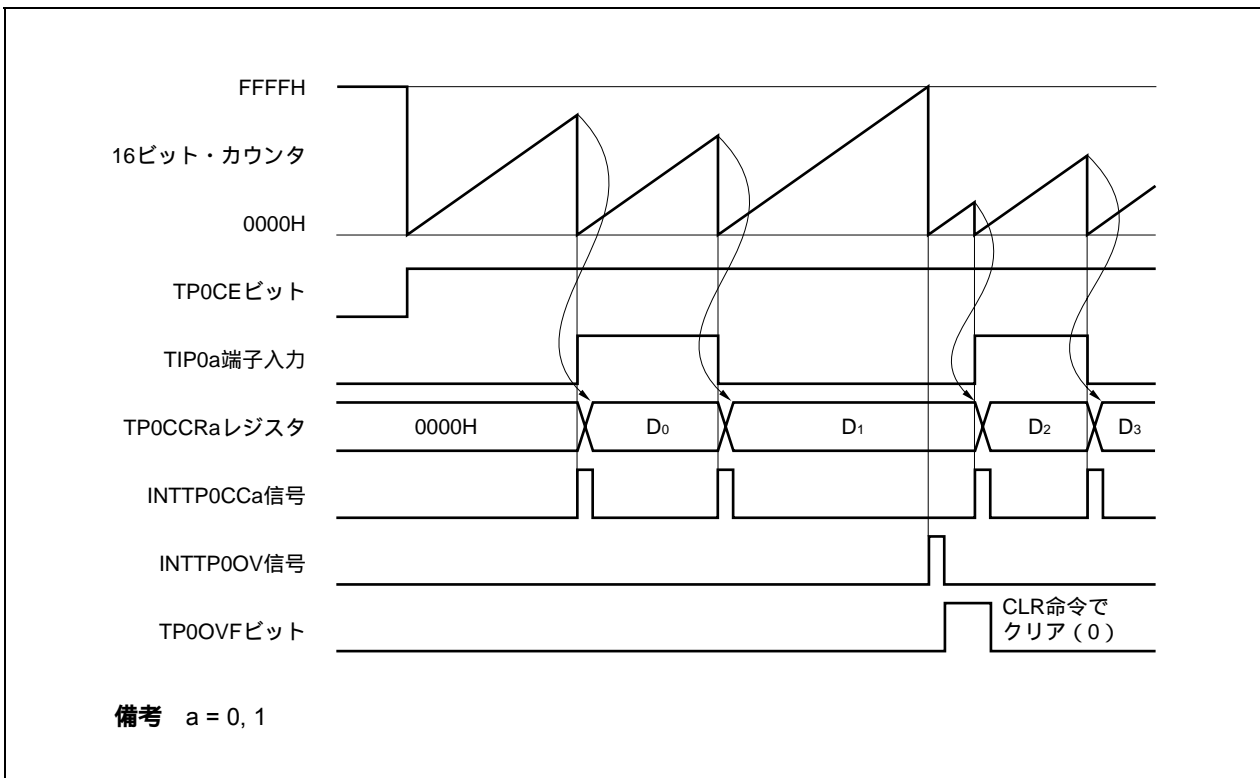 FFFFH
16ビット・カウンタ
0000H
TP0CEビット
TIP0a端子入力
TP0CCRaレジスタ
0000H
D0
D1
D2
D3
INTTP0CCa信号
INTTP0OV信号
TP0OVFビット
CLR命令で
クリア(0)
備考 a = 0, 1